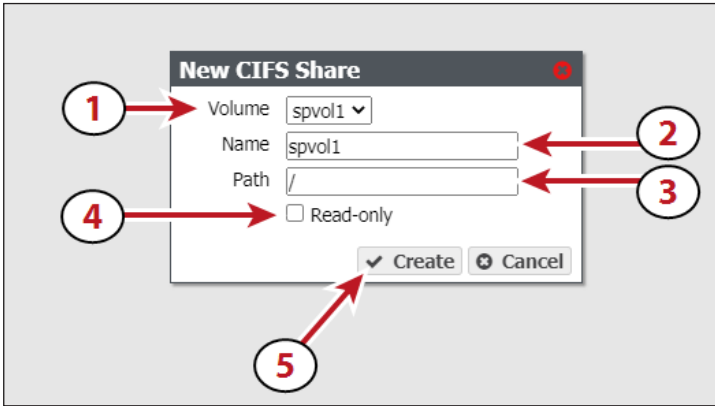 New CIFS Share
1 Volume spvol1
Name spvol1 2
Path / 3
4 Read-only
Create Cancel
5